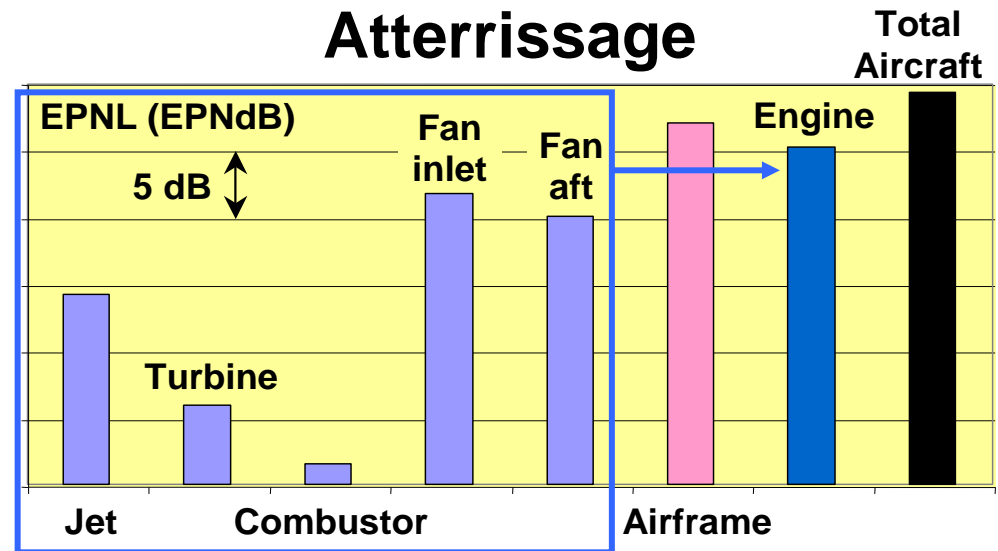 Atterrissage
Total
Aircraft
EPNL (EPNdB)
5 dB
Fan
inlet
Fan
aft
Engine
Turbine
Jet
Combustor
Airframe